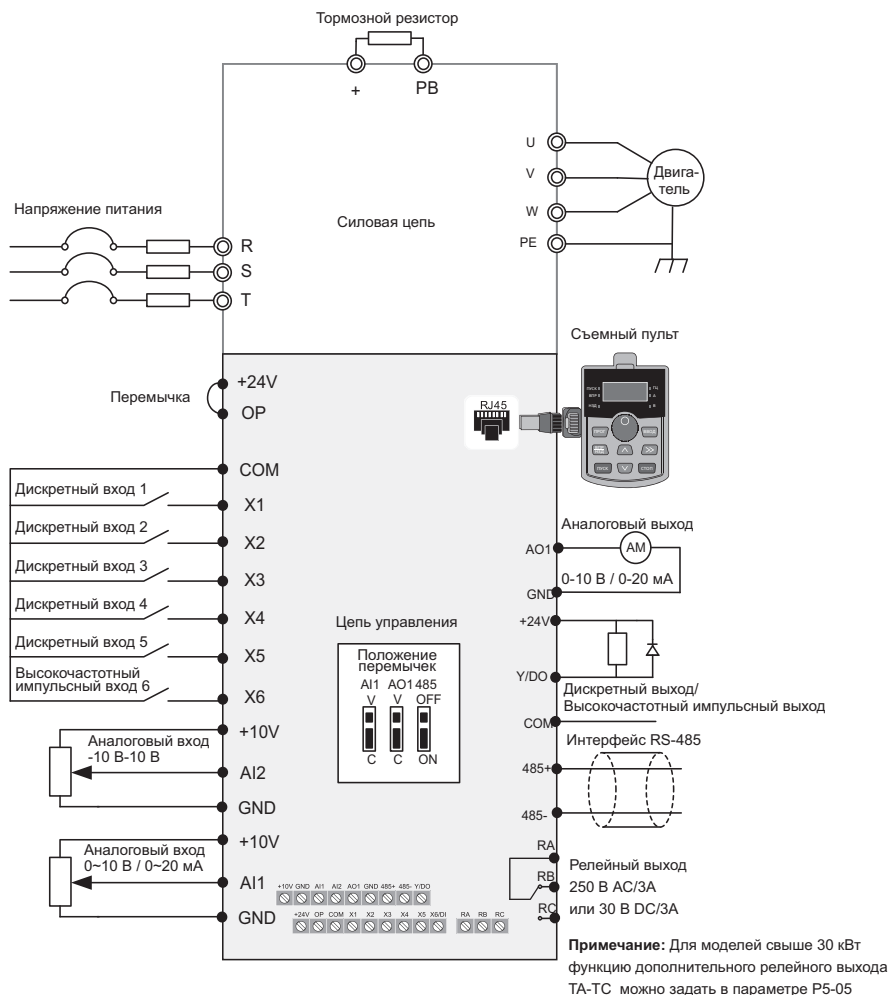 Тормозной резистор
+ PB
U
V
W
PE
Двига-
тель
Напряжение питания
Силовая цепь
R
S
T
Съемный пульт
RJ45
ПРОГ ВВОД
ПУСК СТОП
Перемычка
+24V
OP
COM
Дискретный вход 1
X1
Дискретный вход 2
X2
Дискретный вход 3
X3
Дискретный вход 4
X4
Дискретный вход 5
X5
Высокочастотный
импульсный вход 6
X6
+10V
Аналоговый вход
-10 В-10 В
AI2
GND
+10V
Аналоговый вход
0~10 В / 0~20 мА
AI1
GND
Цепь управления
Положение
перемычек
AI1 AO1 485
V V OFF
C C ON
Аналоговый выход
AO1
AM
0-10 В / 0-20 мА
GND
+24V
Y/DO
Дискретный выход/
Высокочастотный импульсный выход
COM
Интерфейс RS-485
485+
485-
RA
Релейный выход
RB
250 В AC/3A
RC
или 30 В DC/3A
+10V GND AI1 AI2 AO1 GND 485+ 485- Y/DO
+24V OP COM X1 X2 X3 X4 X5 X6/DI RA RB RC
Примечание: Для моделей свыше 30 кВт
функцию дополнительного релейного выхода
TA-TC можно задать в параметре P5-05